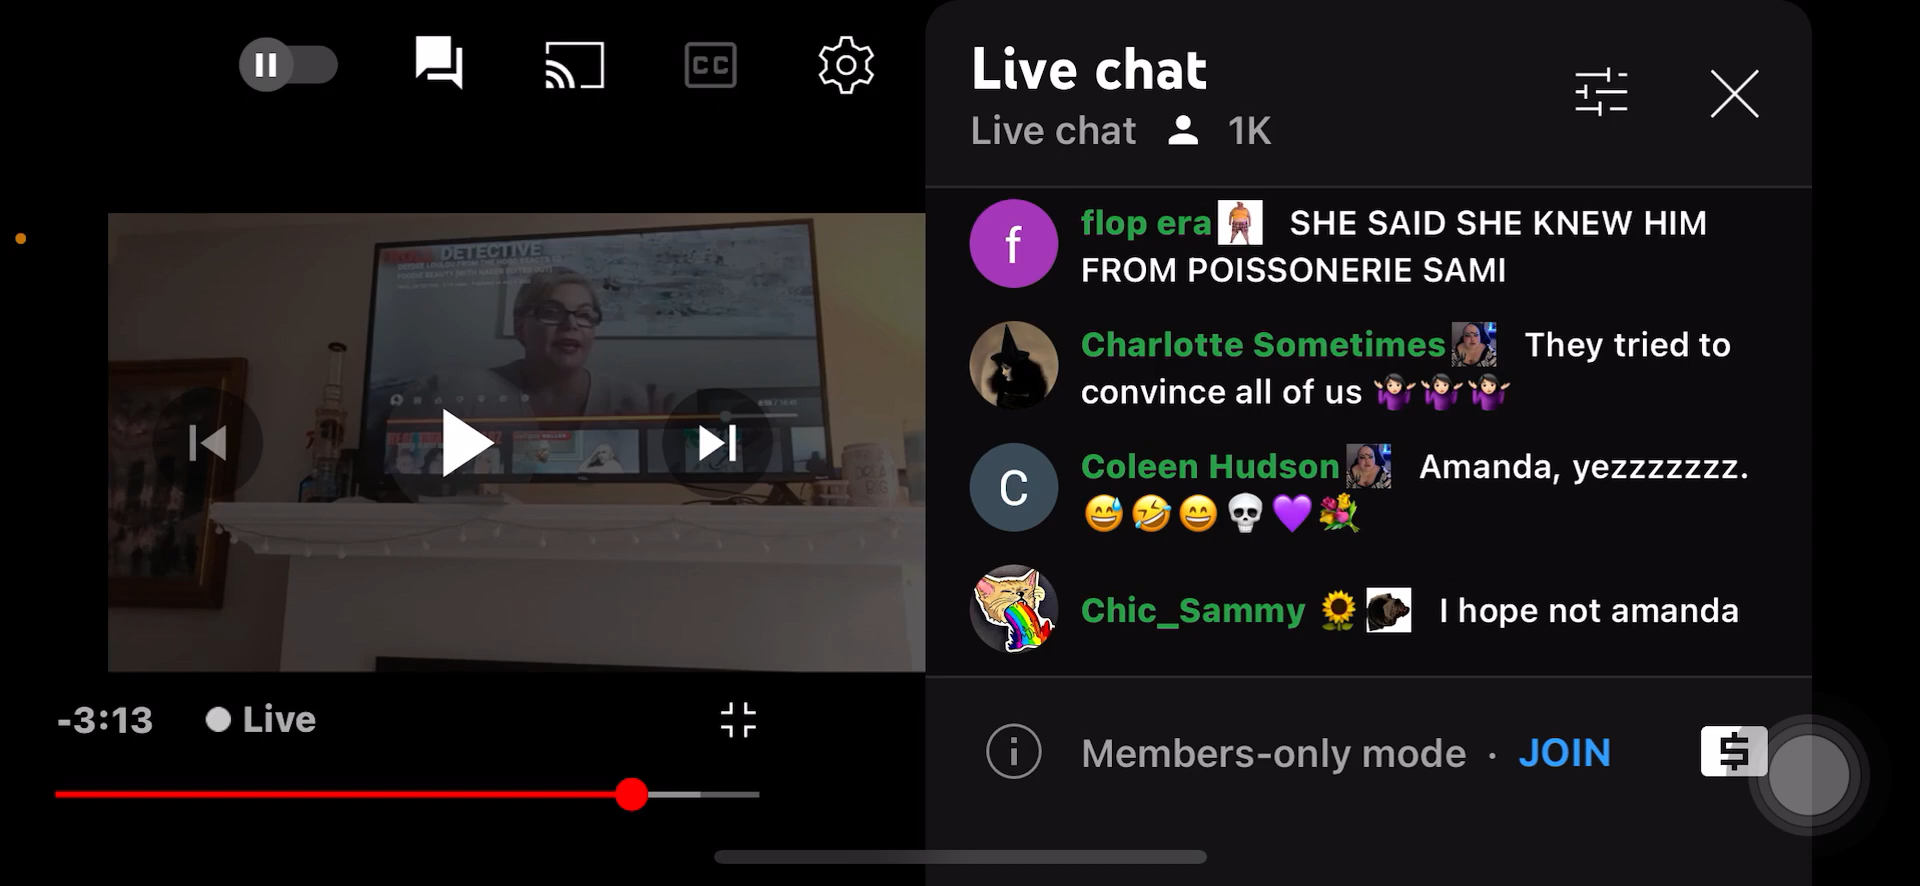 CC
Live chat
Live chat 1K
DETECTIVE
f
flop era SHE SAID SHE KNEW HIM
FROM POISSONERIE SAMI
Charlotte Sometimes They tried to
convince all of us 🤷🏻‍♀️🤷🏻‍♀️🤷🏻‍♀️
C
Coleen Hudson Amanda, yezzzzzzz.
😅🤣😄💀💜💐
Chic_Sammy 🌻 I hope not amanda
-3:13 Live
Members-only mode · JOIN
$